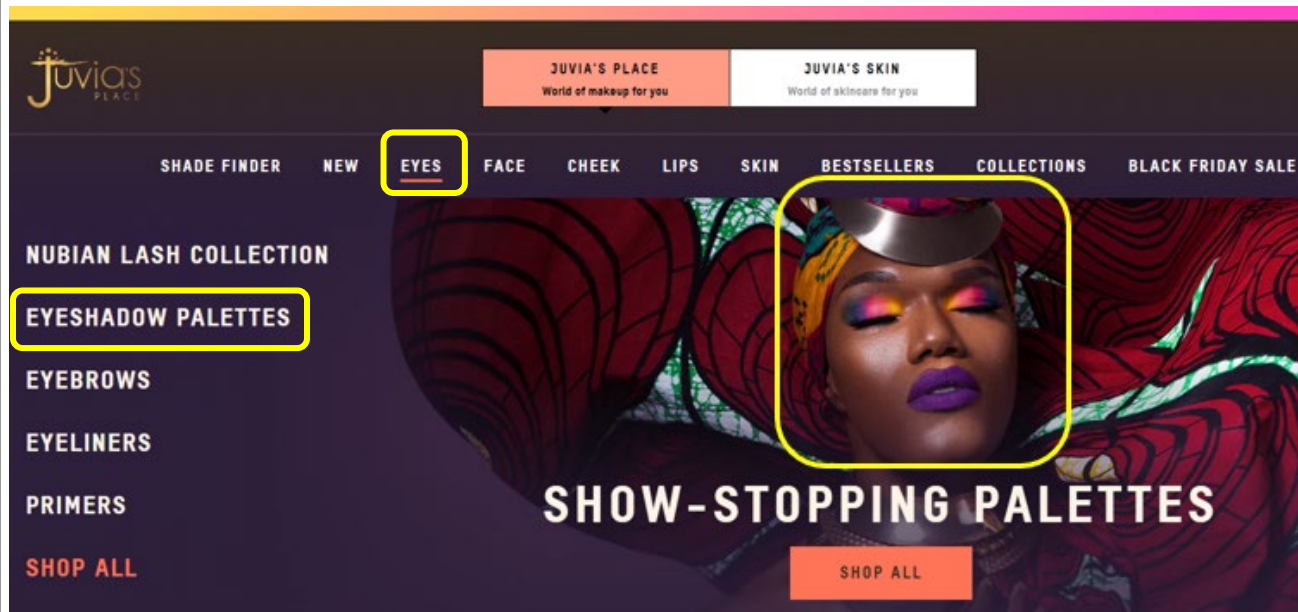 Juvia's
PLACE
JUVIA'S PLACE
World of makeup for you
JUVIA'S SKIN
World of skincare for you
SHADE FINDER NEW EYES FACE CHEEK LIPS SKIN BESTSELLERS COLLECTIONS BLACK FRIDAY SALE
NUBIAN LASH COLLECTION
EYESHADOW PALETTES
EYEBROWS
EYELINERS
PRIMERS
SHOP ALL
SHOW-STOPPING PALETTES
SHOP ALL